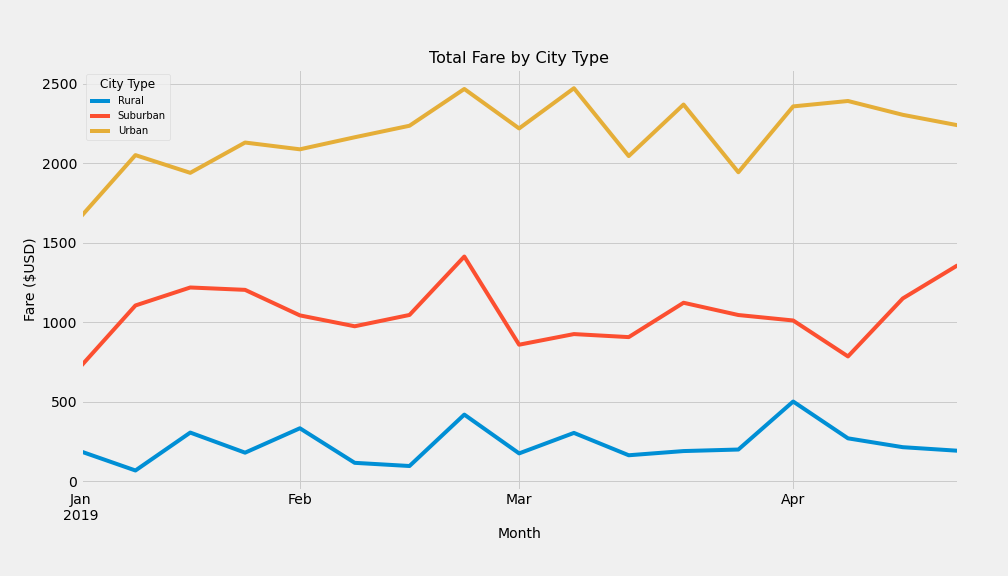 Total Fare by City Type
City Type
Rural
Suburban
Urban
Fare ($USD)
2500
2000
1500
1000
500
0
Jan
2019
Feb
Mar
Apr
Month